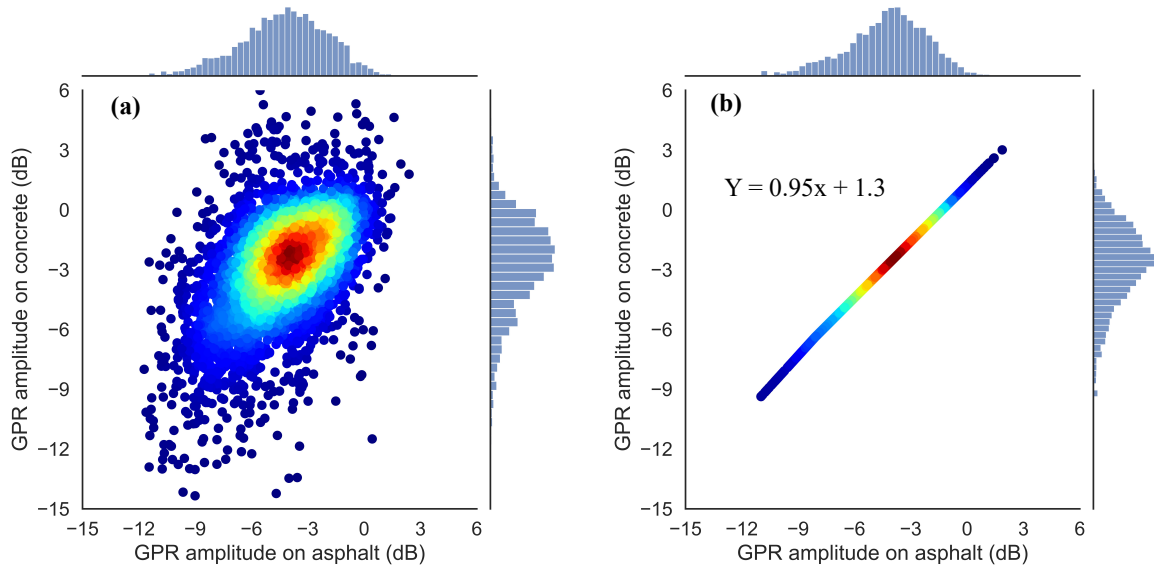 (a)
6
3
0
−3
−6
−9
−12
−15
GPR amplitude on concrete (dB)
−15 −12 −9 −6 −3 0 3 6
GPR amplitude on asphalt (dB)
(b)
Y = 0.95x + 1.3
6
3
0
−3
−6
−9
−12
−15
GPR amplitude on concrete (dB)
−15 −12 −9 −6 −3 0 3 6
GPR amplitude on asphalt (dB)